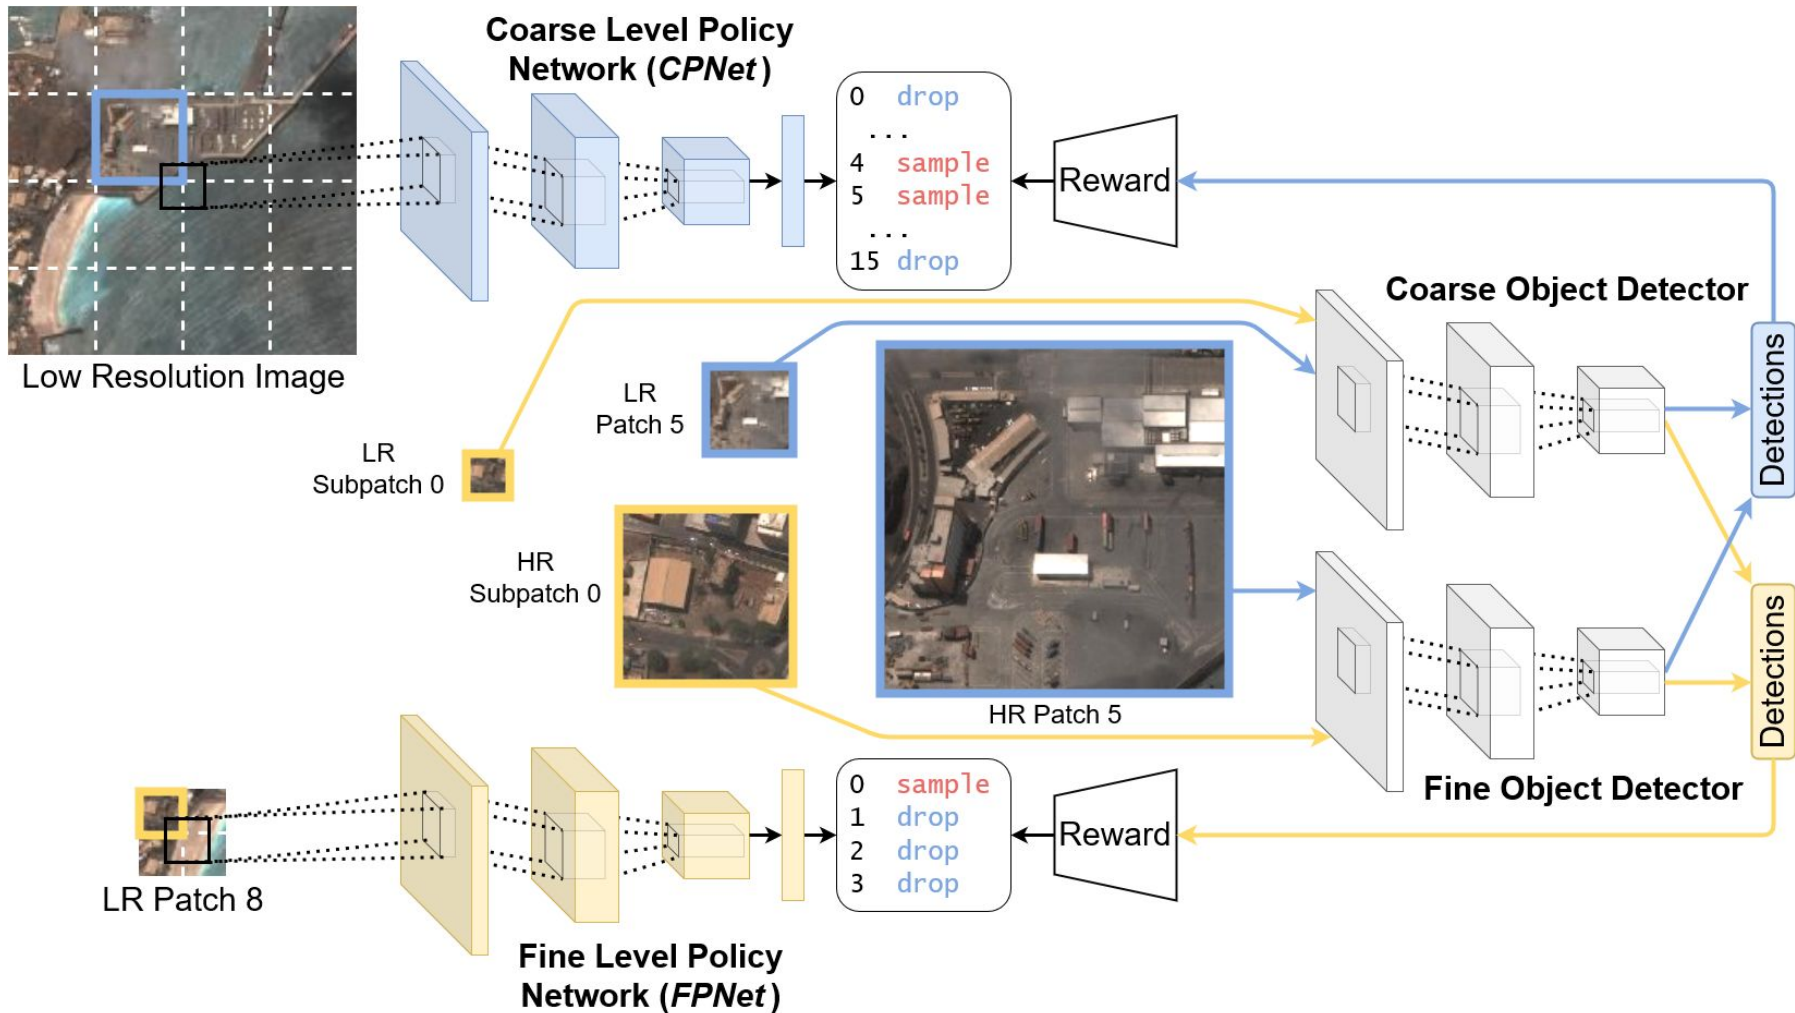 Coarse Level Policy
Network (CPNet)
0 drop
...
4 sample
5 sample
...
15 drop
Reward
Low Resolution Image
Coarse Object Detector
Detections
LR
Patch 5
LR
Subpatch 0
HR
Subpatch 0
HR Patch 5
Detections
Fine Object Detector
LR Patch 8
0 sample
1 drop
2 drop
3 drop
Reward
Fine Level Policy
Network (FPNet)